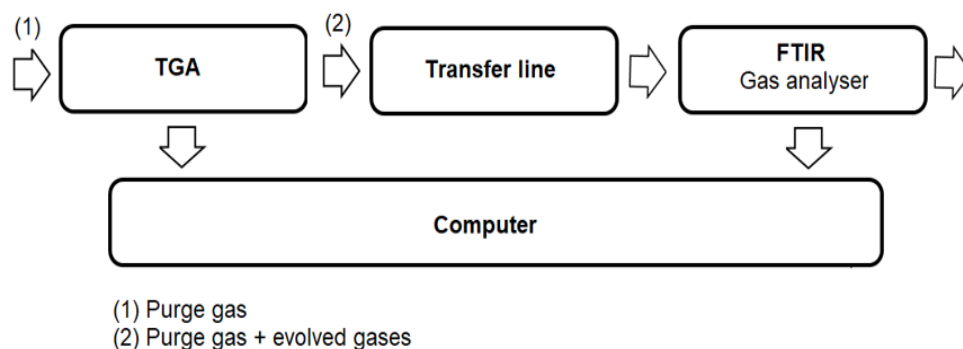 (1)
(2)
TGA
Transfer line
FTIR
Gas analyser
Computer
(1) Purge gas
(2) Purge gas + evolved gases